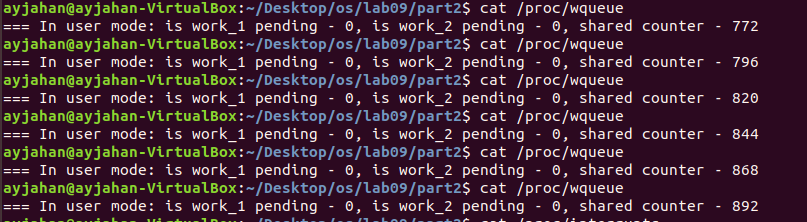 ayjahan@ayjahan-VirtualBox:~/Desktop/os/lab09/part2$ cat /proc/wqueue
=== In user mode: is work_1 pending - 0, is work_2 pending - 0, shared counter - 772
ayjahan@ayjahan-VirtualBox:~/Desktop/os/lab09/part2$ cat /proc/wqueue
=== In user mode: is work_1 pending - 0, is work_2 pending - 0, shared counter - 796
ayjahan@ayjahan-VirtualBox:~/Desktop/os/lab09/part2$ cat /proc/wqueue
=== In user mode: is work_1 pending - 0, is work_2 pending - 0, shared counter - 820
ayjahan@ayjahan-VirtualBox:~/Desktop/os/lab09/part2$ cat /proc/wqueue
=== In user mode: is work_1 pending - 0, is work_2 pending - 0, shared counter - 844
ayjahan@ayjahan-VirtualBox:~/Desktop/os/lab09/part2$ cat /proc/wqueue
=== In user mode: is work_1 pending - 0, is work_2 pending - 0, shared counter - 868
ayjahan@ayjahan-VirtualBox:~/Desktop/os/lab09/part2$ cat /proc/wqueue
=== In user mode: is work_1 pending - 0, is work_2 pending - 0, shared counter - 892